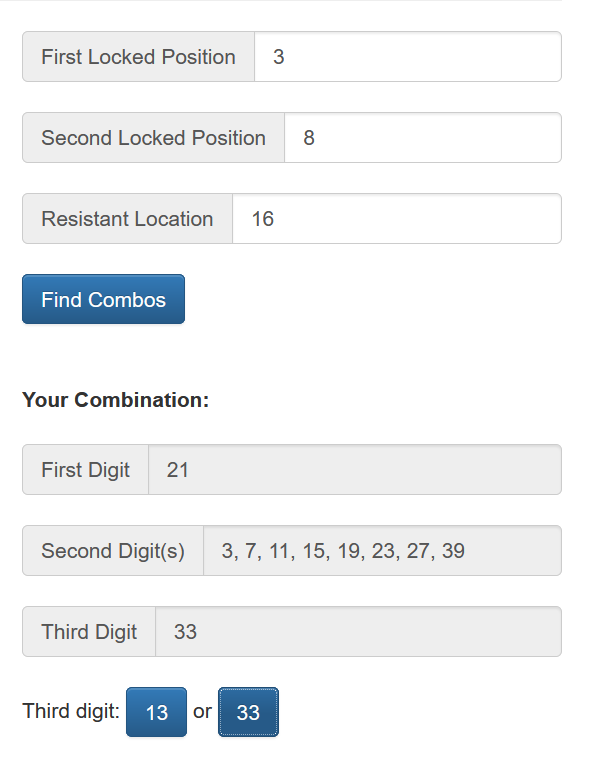 First Locked Position 3
Second Locked Position 8
Resistant Location 16
Find Combos
Your Combination:
First Digit 21
Second Digit(s) 3, 7, 11, 15, 19, 23, 27, 39
Third Digit 33
Third digit: 13 or 33